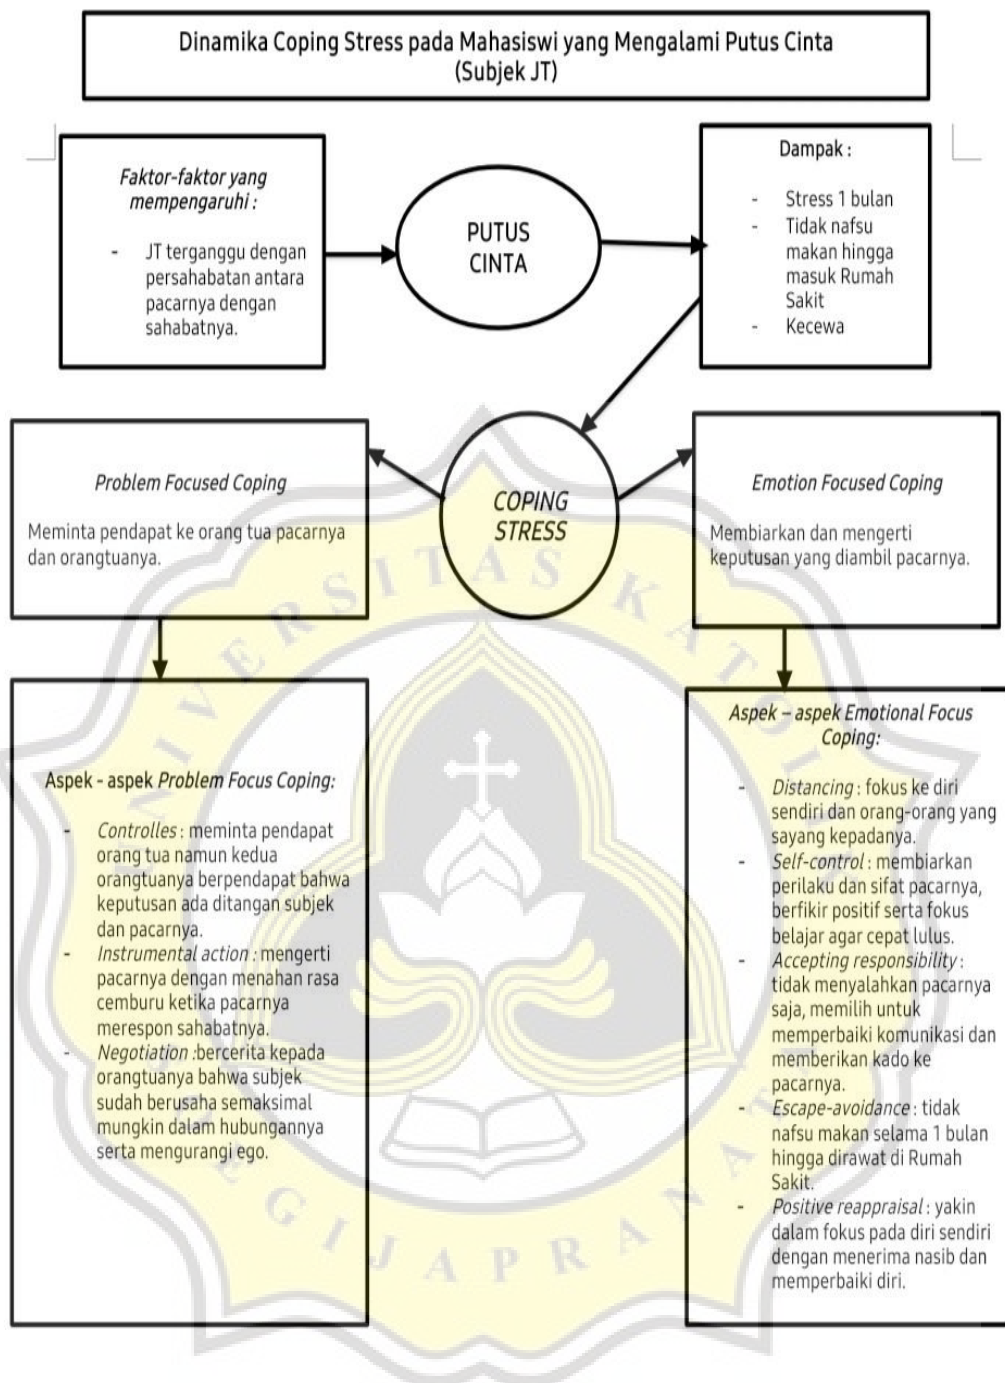 Dinamika Coping Stress pada Mahasiswi yang Mengalami Putus Cinta
(Subjek JT)
Faktor-faktor yang
mempengaruhi :
- JT terganggu dengan
persahabatan antara
pacarnya dengan
sahabatnya.
PUTUS
CINTA
Dampak :
- Stress 1 bulan
- Tidak nafsu
makan hingga
masuk Rumah
Sakit
- Kecewa
Problem Focused Coping
Meminta pendapat ke orang tua pacarnya
dan orangtuanya.
COPING
STRESS
Emotion Focused Coping
Membiarkan dan mengerti
keputusan yang diambil pacarnya.
Aspek - aspek Problem Focus Coping:
- Controlles : meminta pendapat
orang tua namun kedua
orangtuanya berpendapat bahwa
keputusan ada ditangan subjek
dan pacarnya.
- Instrumental action : mengerti
pacarnya dengan menahan rasa
cemburu ketika pacarnya
merespon sahabatnya.
- Negotiation :bercerita kepada
orangtuanya bahwa subjek
sudah berusaha semaksimal
mungkin dalam hubungannya
serta mengurangi ego.
Aspek – aspek Emotional Focus
Coping:
- Distancing : fokus ke diri
sendiri dan orang-orang yang
sayang kepadanya.
- Self-control : membiarkan
perilaku dan sifat pacarnya,
berfikir positif serta fokus
belajar agar cepat lulus.
- Accepting responsibility :
tidak menyalahkan pacarnya
saja, memilih untuk
memperbaiki komunikasi dan
memberikan kado ke
pacarnya.
- Escape-avoidance : tidak
nafsu makan selama 1 bulan
hingga dirawat di Rumah
Sakit.
- Positive reappraisal : yakin
dalam fokus pada diri sendiri
dengan menerima nasib dan
memperbaiki diri.
UNIVERSITAS KATOLIK
SOEGIJAPRANATA